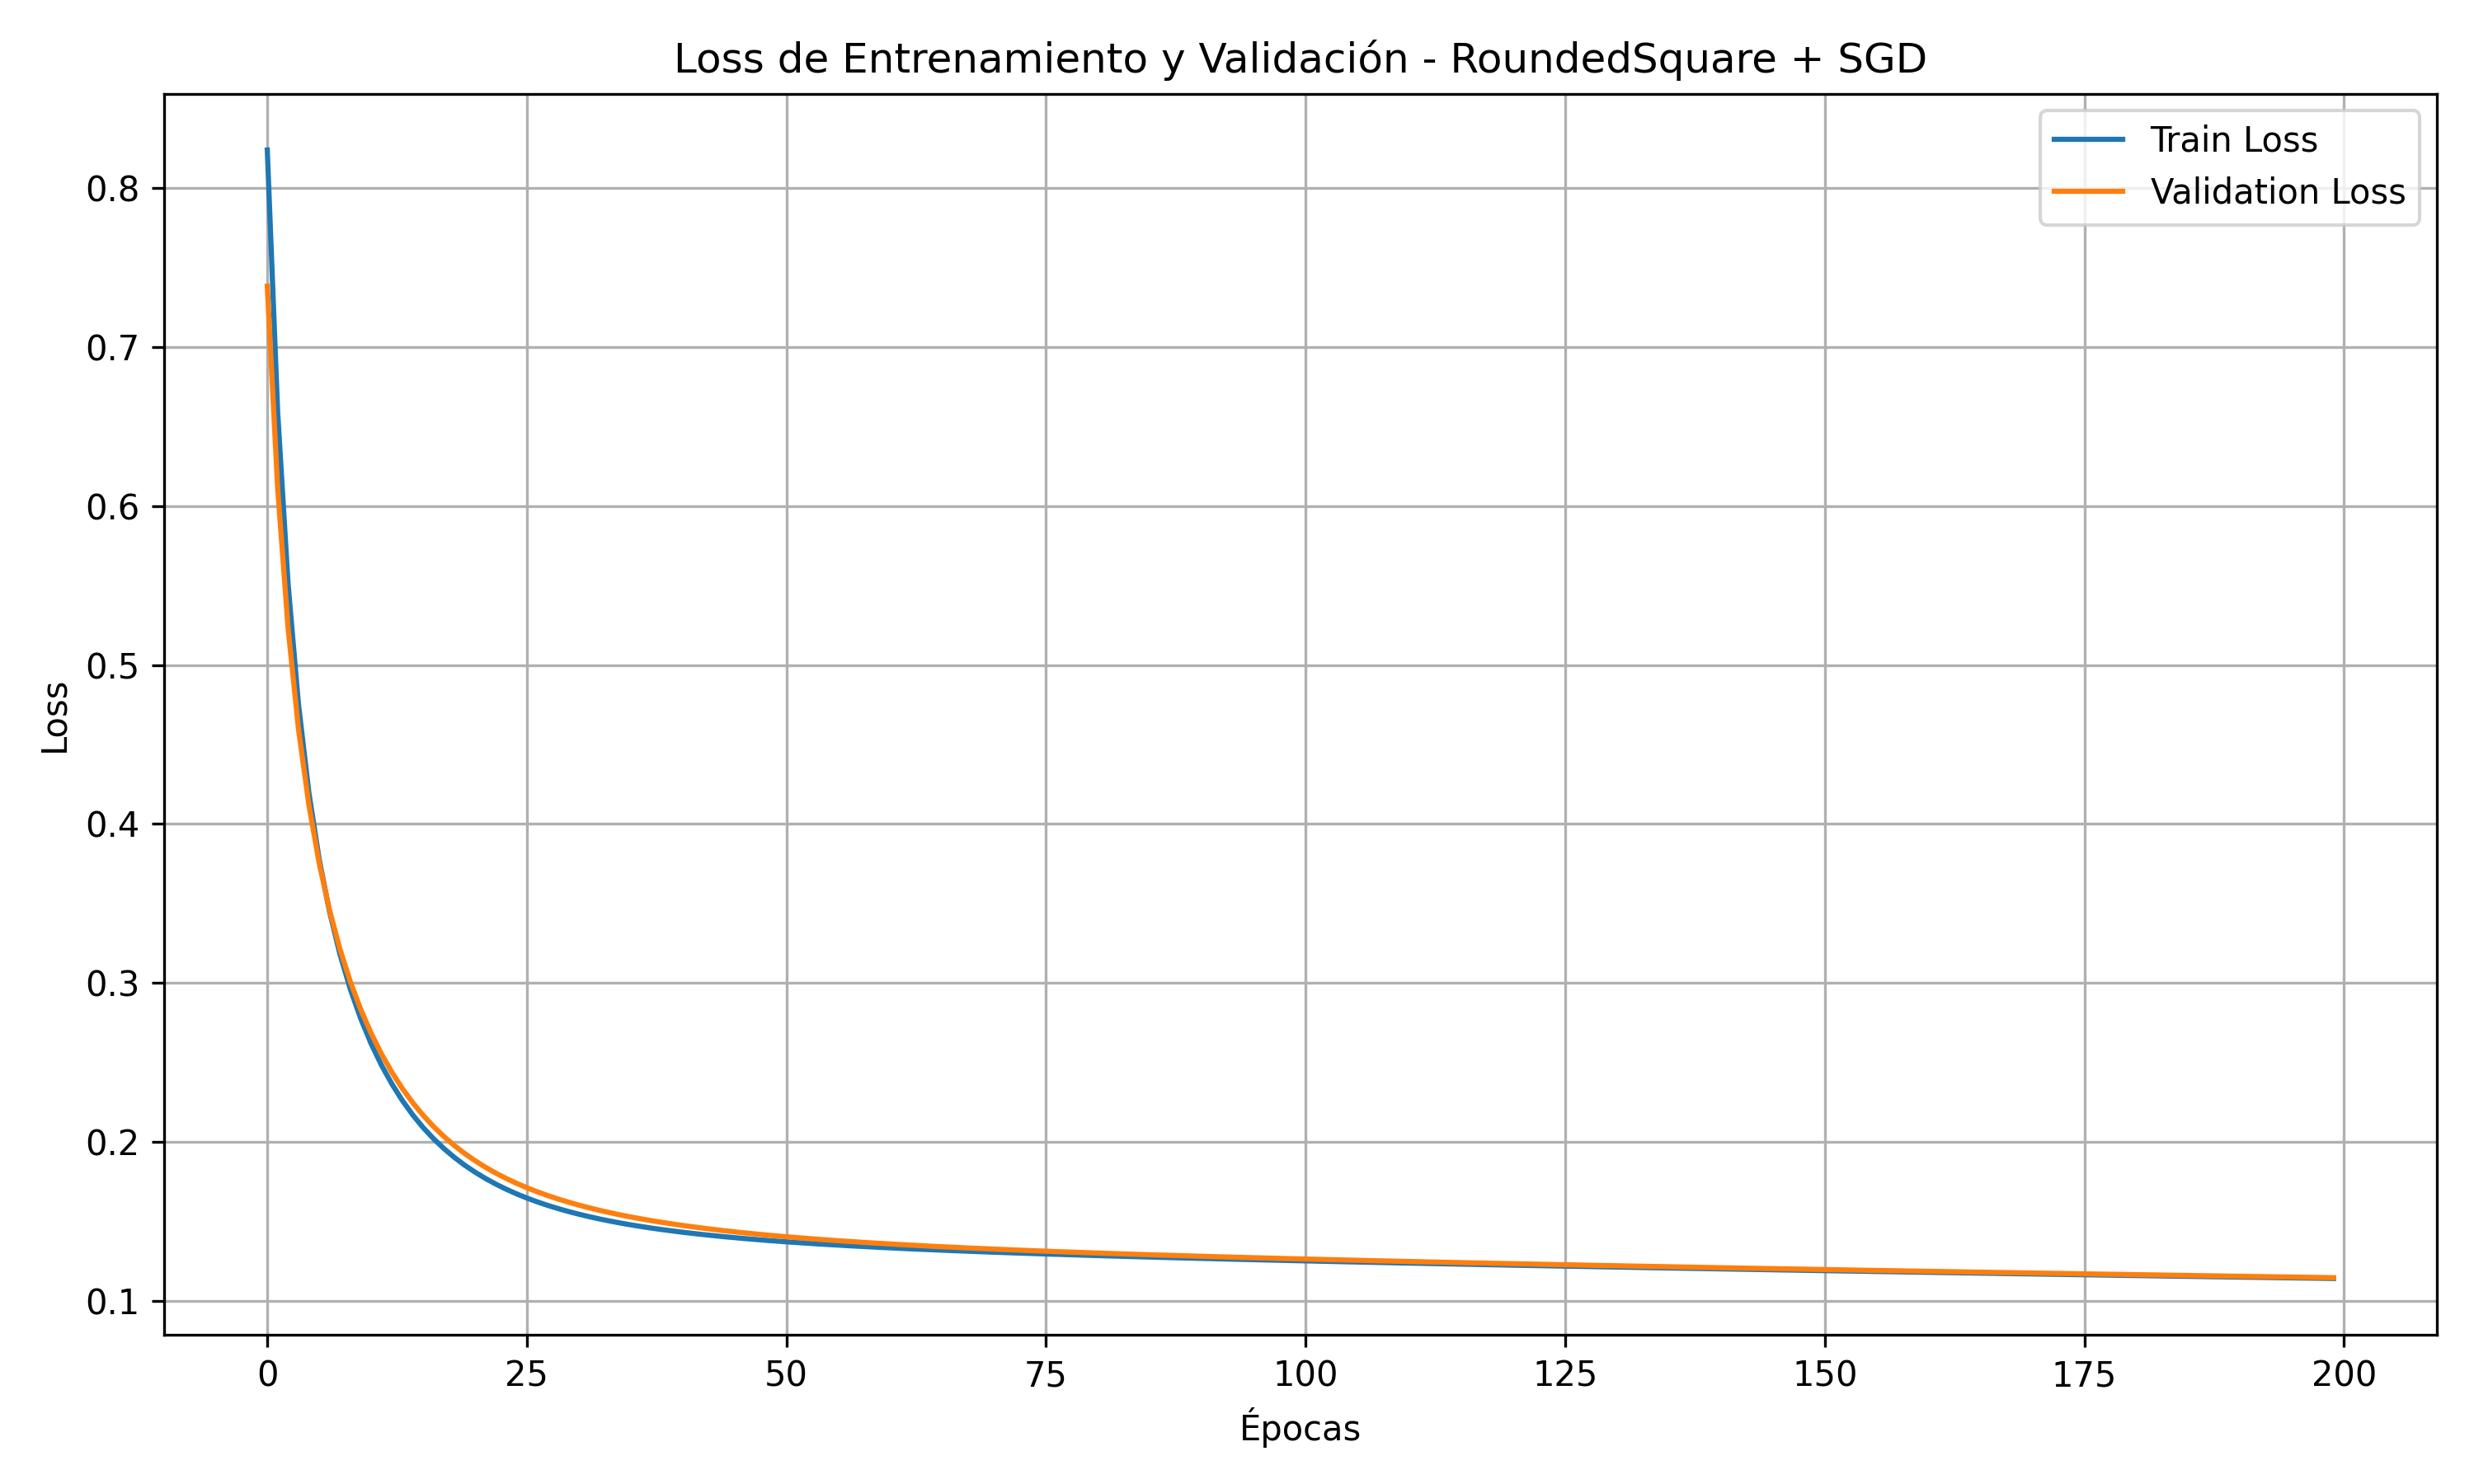 Loss de Entrenamiento y Validación - RoundedSquare + SGD
Train Loss
Validation Loss
0.8
0.7
0.6
0.5
0.4
0.3
0.2
0.1
Loss
0 25 50 75 100 125 150 175 200
Épocas